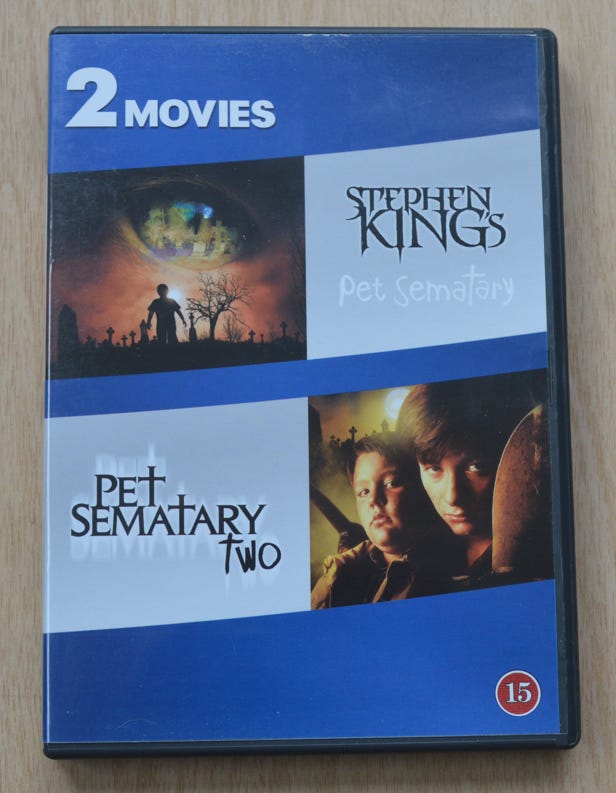 2 MOVIES
STEPHEN
KING'S
pet sematary
PET
SEMATARY
TWO
15